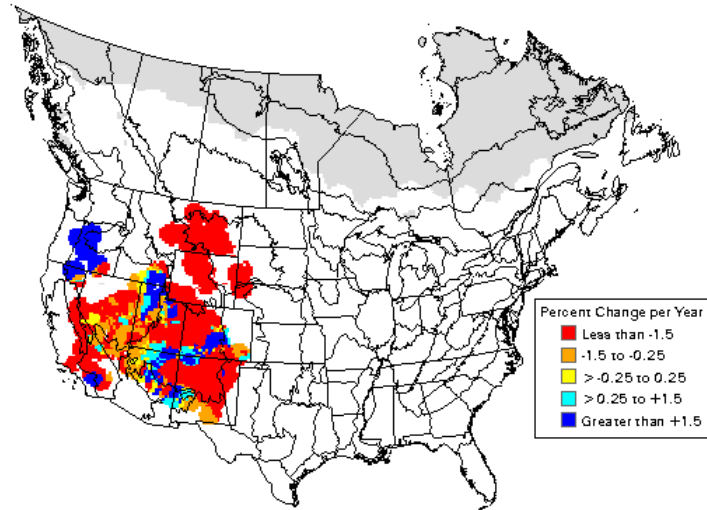 Percent Change per Year
Less than -1.5
-1.5 to -0.25
> -0.25 to 0.25
> 0.25 to +1.5
Greater than +1.5